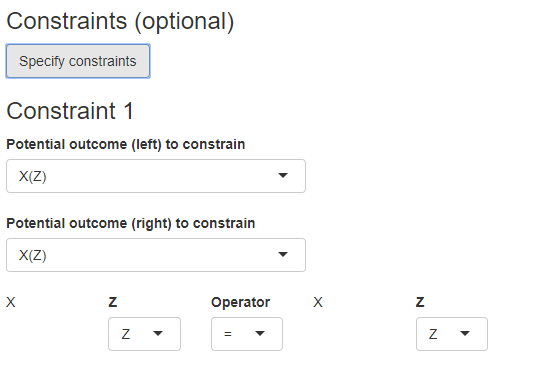 Constraints (optional)
Specify constraints
Constraint 1
Potential outcome (left) to constrain
X(Z)
Potential outcome (right) to constrain
X(Z)
X Z Operator X Z
Z = Z